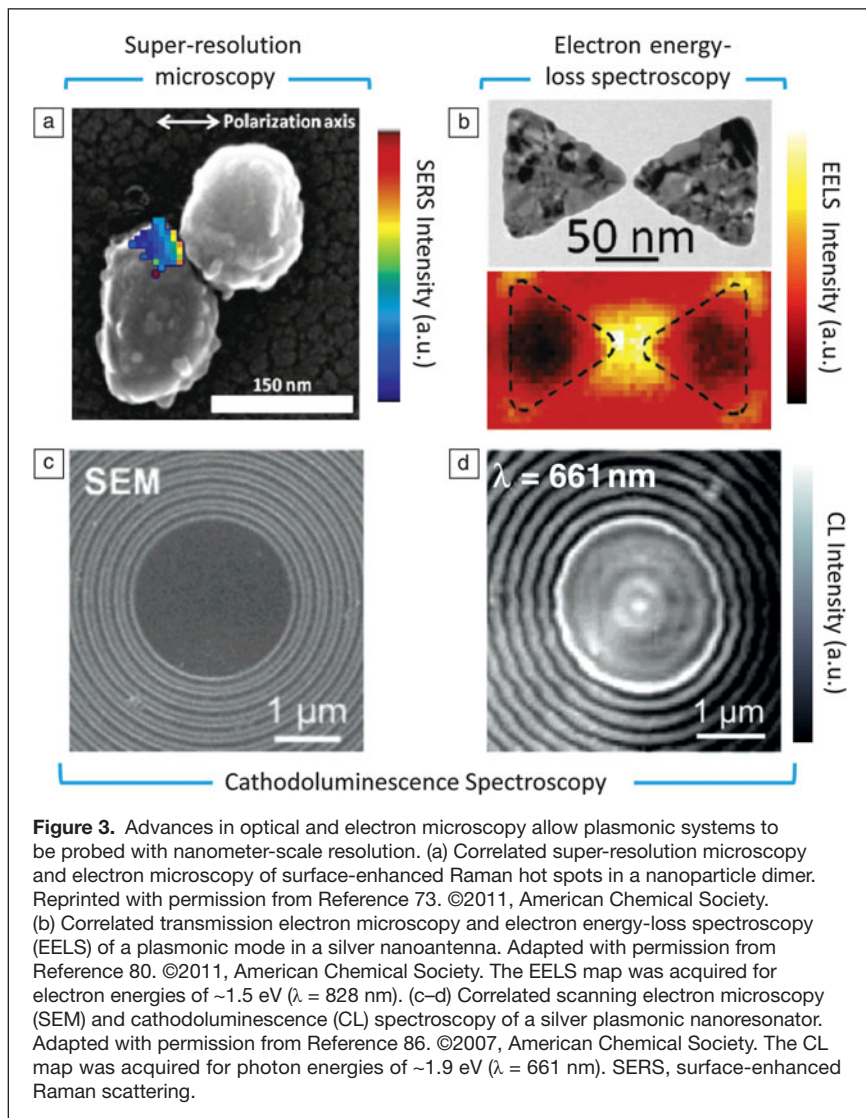 Super-resolution
microscopy
Electron energy-
loss spectroscopy
a
Polarization axis
150 nm
SERS Intensity (a.u.)
b
50 nm
EELS Intensity (a.u.)
c
SEM
1 μm
d
λ = 661 nm
1 μm
CL Intensity (a.u.)
Cathodoluminescence Spectroscopy
Figure 3. Advances in optical and electron microscopy allow plasmonic systems to
be probed with nanometer-scale resolution. (a) Correlated super-resolution microscopy
and electron microscopy of surface-enhanced Raman hot spots in a nanoparticle dimer.
Reprinted with permission from Reference 73. ©2011, American Chemical Society.
(b) Correlated transmission electron microscopy and electron energy-loss spectroscopy
(EELS) of a plasmonic mode in a silver nanoantenna. Adapted with permission from
Reference 80. ©2011, American Chemical Society. The EELS map was acquired for
electron energies of ~1.5 eV (λ = 828 nm). (c–d) Correlated scanning electron microscopy
(SEM) and cathodoluminescence (CL) spectroscopy of a silver plasmonic nanoresonator.
Adapted with permission from Reference 86. ©2007, American Chemical Society. The CL
map was acquired for photon energies of ~1.9 eV (λ = 661 nm). SERS, surface-enhanced
Raman scattering.